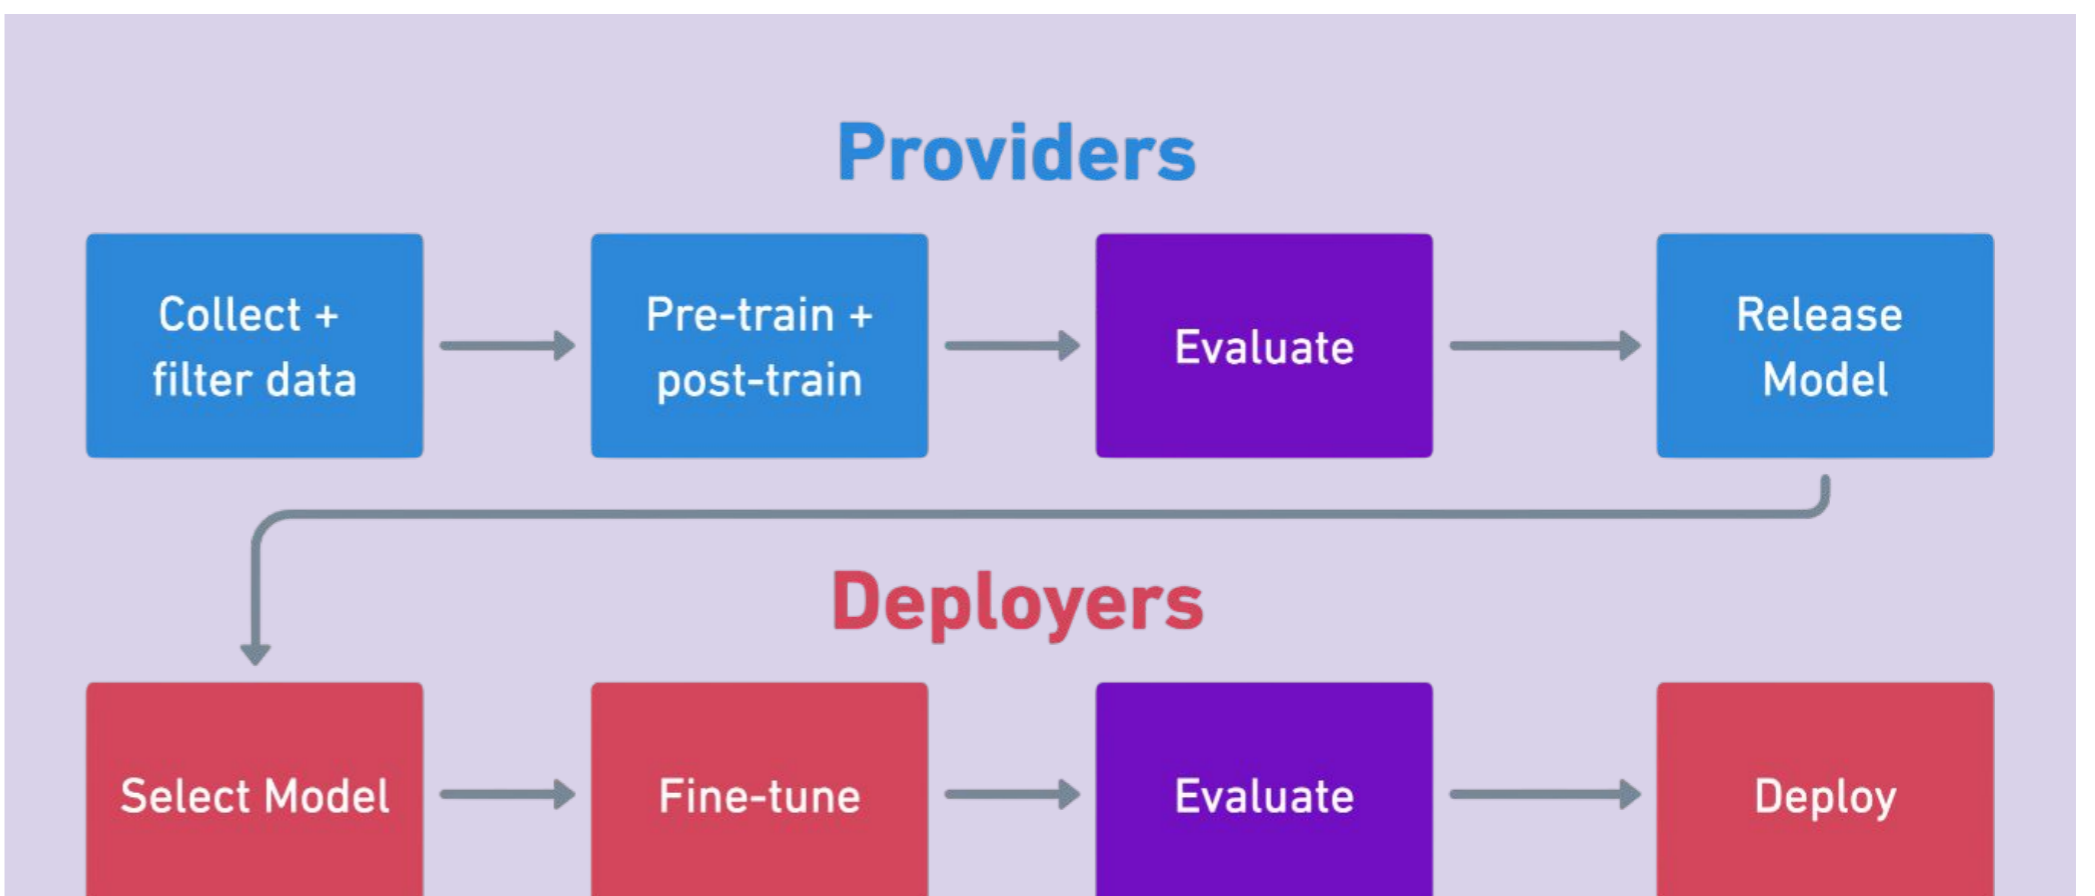 Providers
Collect +
filter data
Pre-train +
post-train
Evaluate
Release
Model
Deployers
Select Model
Fine-tune
Evaluate
Deploy